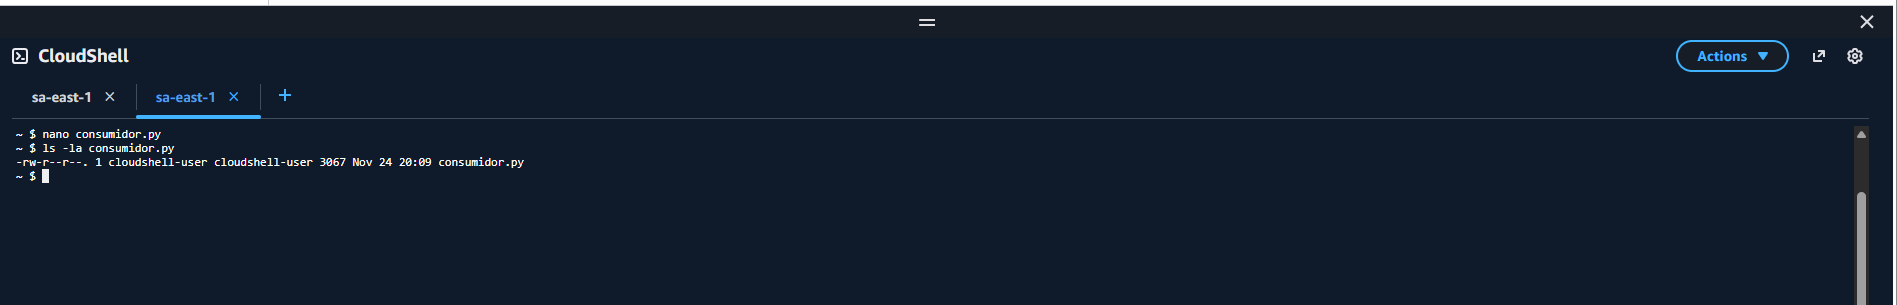 CloudShell
Actions
sa-east-1 sa-east-1 +
~ $ nano consumidor.py
~ $ ls -la consumidor.py
-rw-r--r--. 1 cloudshell-user cloudshell-user 3067 Nov 24 20:09 consumidor.py
~ $